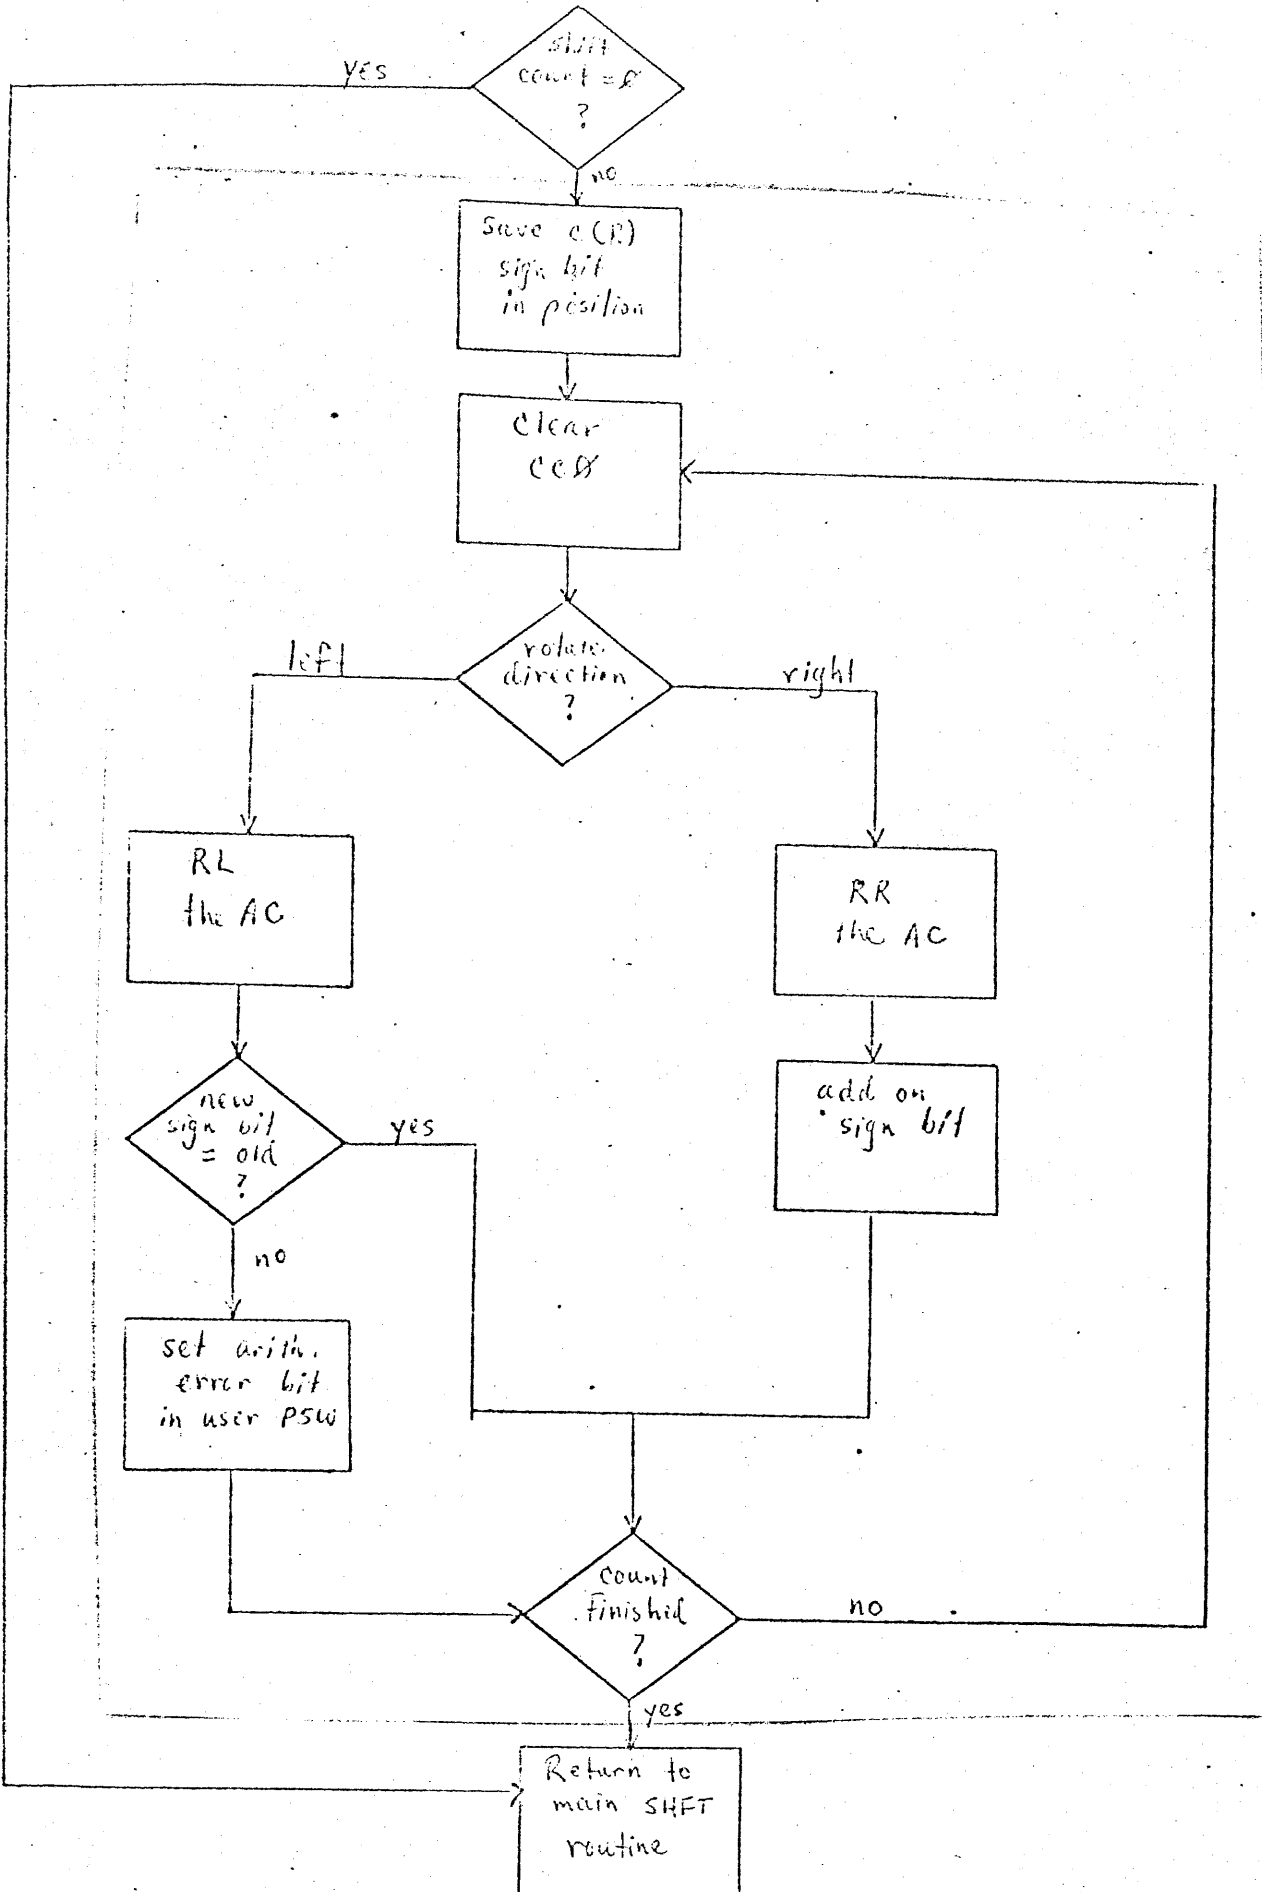 shift
count = 0
?
YES
no
Save c(R)
sign bit
in position
Clear
CC0
rotate
direction
?
left
right
RL
the AC
RR
the AC
new
sign bit
= old
?
yes
add on
sign bit
no
set arith.
error bit
in user PSW
count
Finished
?
no
yes
Return to
main SHFT
routine